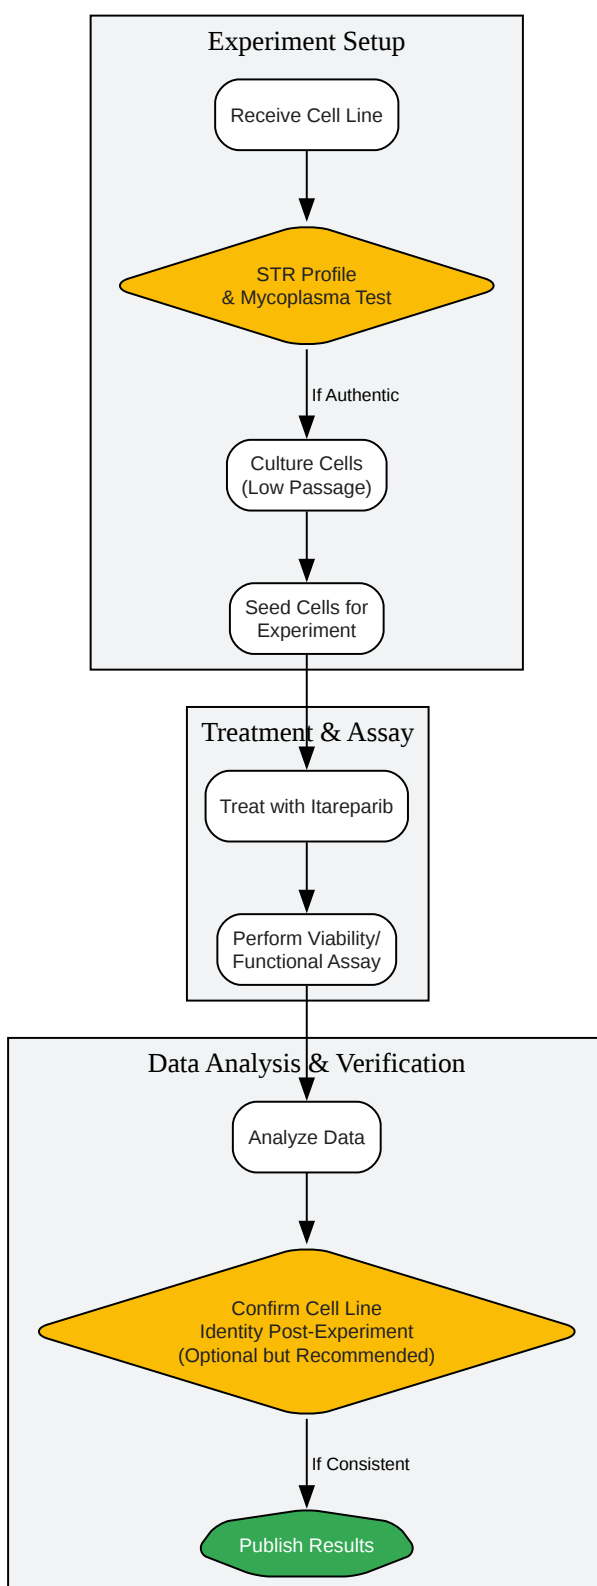 Experiment Setup
Receive Cell Line
STR Profile
& Mycoplasma Test
If Authentic
Culture Cells
(Low Passage)
Seed Cells for
Experiment
Treatment & Assay
Treat with Itareparib
Perform Viability/
Functional Assay
Data Analysis & Verification
Analyze Data
Confirm Cell Line
Identity Post-Experiment
(Optional but Recommended)
If Consistent
Publish Results